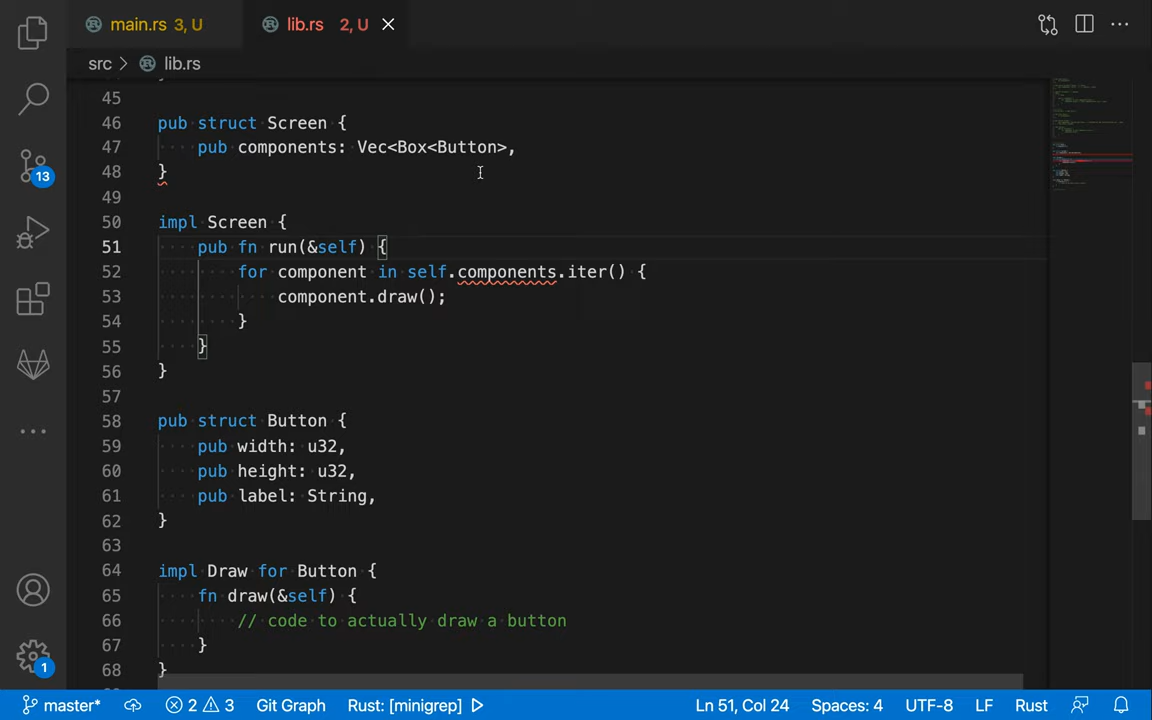 main.rs 3, U lib.rs 2, U
src > lib.rs
45
46 pub struct Screen {
47 pub components: Vec<Box<Button>,
48 }
49
50 impl Screen {
51 pub fn run(&self) {
52 for component in self.components.iter() {
53 component.draw();
54 }
55 }
56 }
57
58 pub struct Button {
59 pub width: u32,
60 pub height: u32,
61 pub label: String,
62 }
63
64 impl Draw for Button {
65 fn draw(&self) {
66 // code to actually draw a button
67 }
68 }
13
1
master* 2 3 Git Graph Rust: [minigrep] Ln 51, Col 24 Spaces: 4 UTF-8 LF Rust